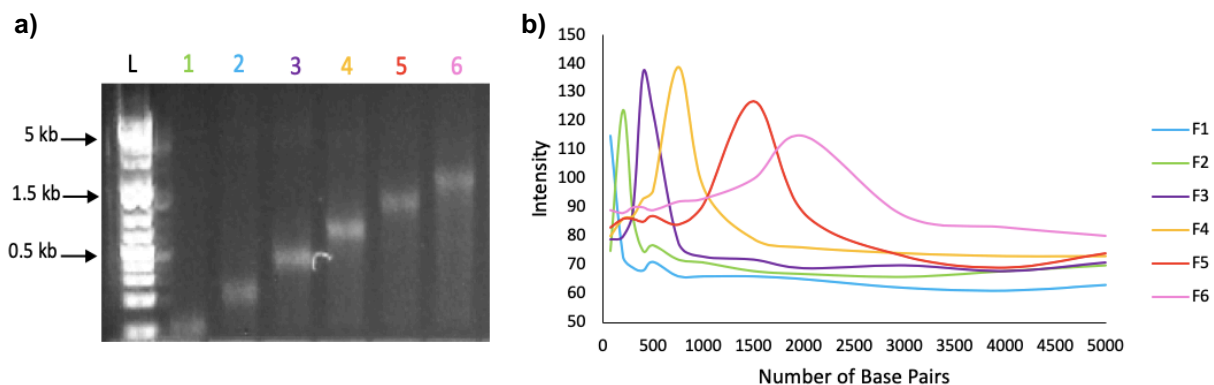 a)
L 1 2 3 4 5 6
5 kb
1.5 kb
0.5 kb
b)
Intensity
150
140
130
120
110
100
90
80
70
60
50
0 500 1000 1500 2000 2500 3000 3500 4000 4500 5000
Number of Base Pairs
F1
F2
F3
F4
F5
F6